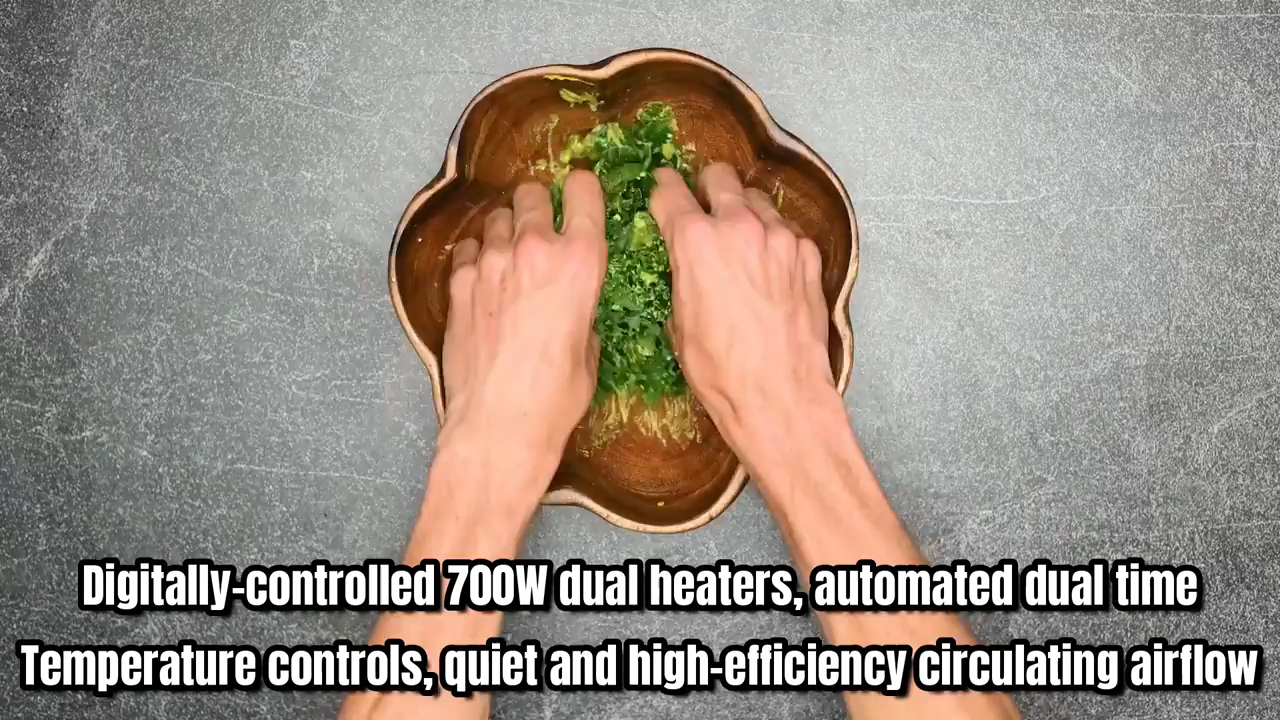 Digitally-controlled 700W dual heaters, automated dual time
Temperature controls, quiet and high-efficiency circulating airflow